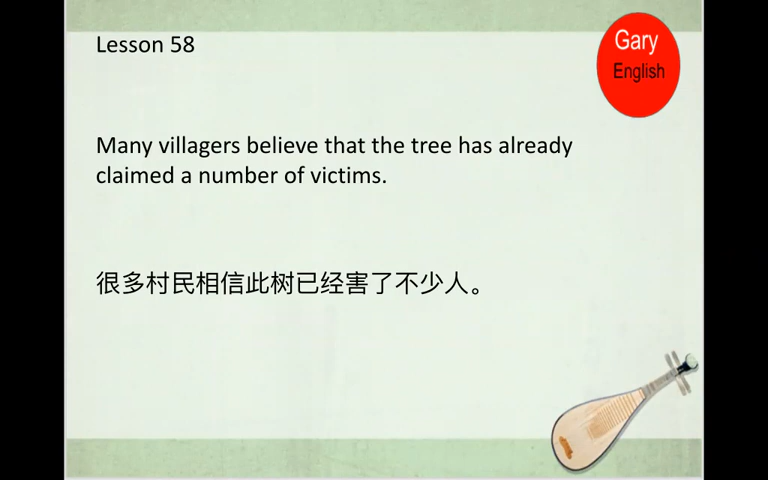 Lesson 58
Gary
English
Many villagers believe that the tree has already
claimed a number of victims.
很多村民相信此树已经害了不少人。